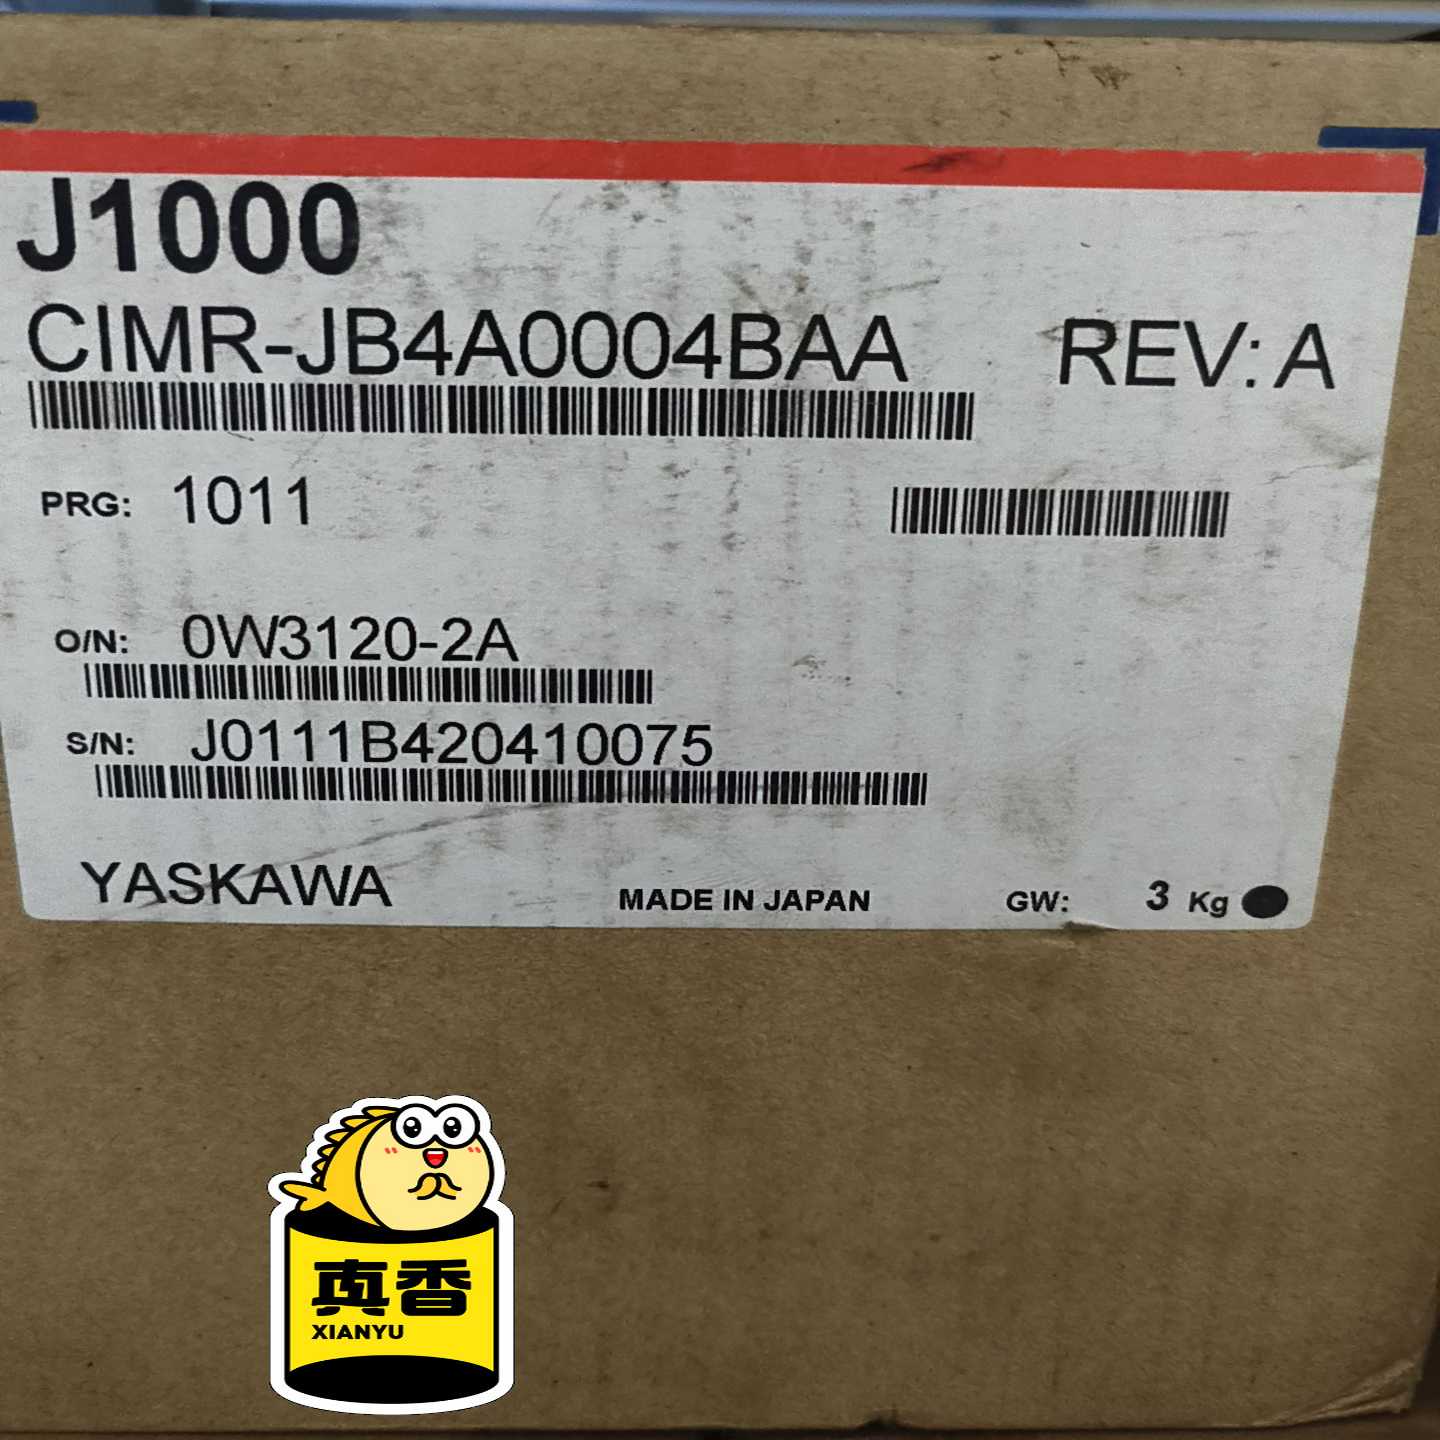 J1000
CIMR-JB4A0004BAA REV: A
PRG: 1011
O/N: 0W3120-2A
S/N: J0111B420410075
YASKAWA MADE IN JAPAN GW: 3 Kg
真香
XIANYU